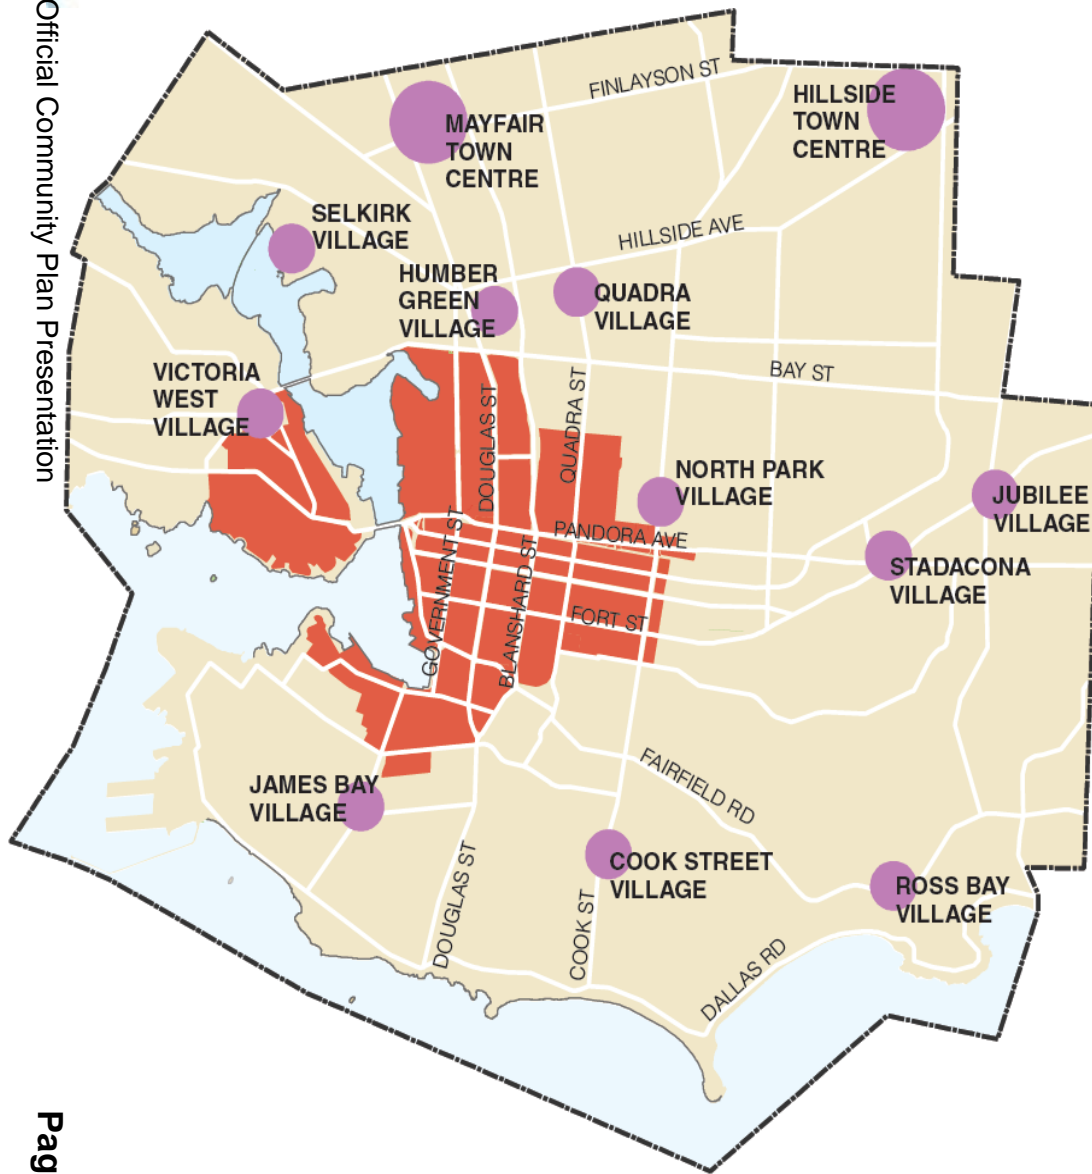 Official Community Plan Presentation
FINLAYSON ST
HILLSIDE
TOWN
CENTRE
MAYFAIR
TOWN
CENTRE
SELKIRK
VILLAGE
HILLSIDE AVE
HUMBER
GREEN
VILLAGE
QUADRA
VILLAGE
VICTORIA
WEST
VILLAGE
BAY ST
DOUGLAS ST
QUADRA ST
NORTH PARK
VILLAGE
JUBILEE
VILLAGE
PANDORA AVE
STADACONA
VILLAGE
GOVERNMENT ST
BLANSHARD ST
FORT ST
JAMES BAY
VILLAGE
FAIRFIELD RD
COOK STREET
VILLAGE
ROSS BAY
VILLAGE
DOUGLAS ST
COOK ST
DALLAS RD
Pag